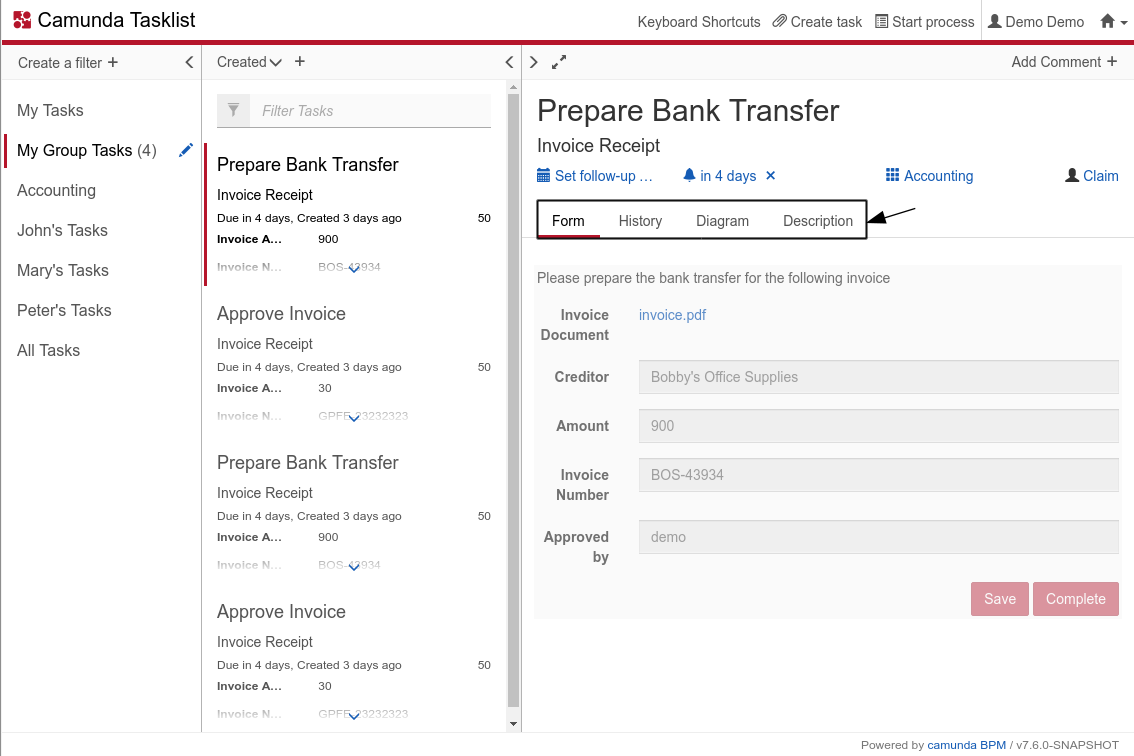 Camunda Tasklist
Keyboard Shortcuts Create task Start process Demo Demo
Create a filter +
My Tasks
My Group Tasks (4)
Accounting
John's Tasks
Mary's Tasks
Peter's Tasks
All Tasks
Created +
Filter Tasks
Prepare Bank Transfer
Invoice Receipt
Due in 4 days, Created 3 days ago 50
Invoice A... 900
Invoice N... BOS-43934
Approve Invoice
Invoice Receipt
Due in 4 days, Created 3 days ago 50
Invoice A... 30
Invoice N... GPFE-23232323
Prepare Bank Transfer
Invoice Receipt
Due in 4 days, Created 3 days ago 50
Invoice A... 900
Invoice N... BOS-43934
Approve Invoice
Invoice Receipt
Due in 4 days, Created 3 days ago 50
Invoice A... 30
Invoice N... GPFE-23232323
Add Comment +
Prepare Bank Transfer
Invoice Receipt
Set follow-up ... in 4 days × Accounting Claim
Form History Diagram Description
Please prepare the bank transfer for the following invoice
Invoice Document invoice.pdf
Creditor Bobby's Office Supplies
Amount 900
Invoice Number BOS-43934
Approved by demo
Save Complete
Powered by camunda BPM / v7.6.0-SNAPSHOT